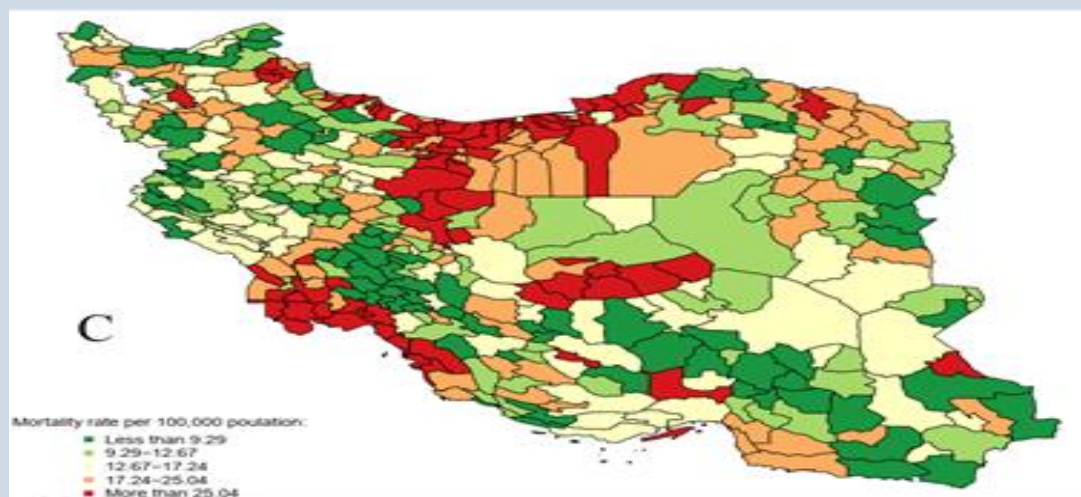 C
Mortality rate per 100,000 poulation:
Less than 9.29
9.29−12.67
12.67−17.24
17.24−25.04
More than 25.04